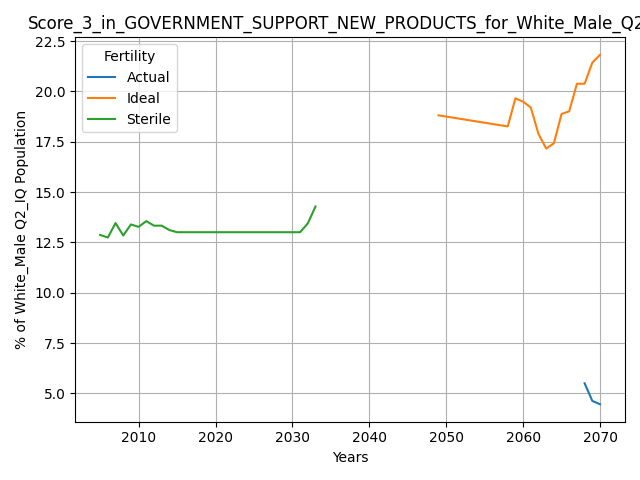 Score_3_in_GOVERNMENT_SUPPORT_NEW_PRODUCTS_for_White_Male_Q2
Fertility
Actual
Ideal
Sterile
22.5
20.0
17.5
15.0
12.5
10.0
7.5
5.0
% of White_Male Q2_IQ Population
2010 2020 2030 2040 2050 2060 2070
Years